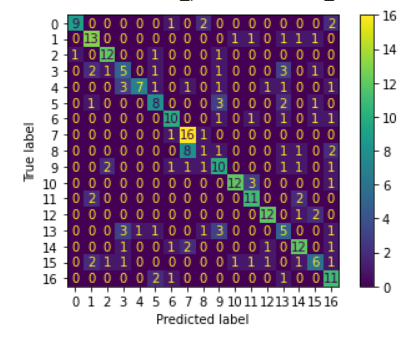 True label
0 9 0 0 0 0 0 1 0 2 0 0 0 0 0 0 0 2
1 0 13 0 0 0 0 0 0 0 0 1 1 0 1 1 1 0
2 1 0 12 0 0 1 0 0 0 1 0 0 0 0 0 0 0
3 0 2 1 5 0 1 0 0 0 1 0 0 0 3 0 1 0
4 0 0 0 3 7 1 0 1 0 1 0 0 1 1 0 0 1
5 0 1 0 0 0 8 0 0 0 3 0 0 0 2 0 1 0
6 0 0 0 0 0 0 10 0 0 1 0 1 0 1 0 1 1
7 0 0 0 0 0 0 1 16 1 0 0 0 0 0 0 0 0
8 0 0 0 0 0 0 0 8 1 1 0 0 0 1 1 0 2
9 0 0 2 0 0 0 1 1 1 10 0 0 0 1 1 0 1
10 0 0 0 0 0 0 0 0 0 0 12 3 0 0 0 0 1
11 0 2 0 0 0 0 0 0 0 0 0 11 0 0 2 0 0
12 0 0 0 0 0 0 0 0 0 0 0 0 12 0 1 2 0
13 0 0 0 3 1 1 0 0 1 3 0 0 0 5 0 0 1
14 0 0 0 0 0 0 1 2 0 0 0 0 1 0 12 0 1
15 0 2 1 1 0 0 0 0 0 0 1 1 1 0 1 6 1
16 0 0 0 0 0 2 1 0 0 0 0 0 0 0 0 0 11
0 1 2 3 4 5 6 7 8 9 10 11 12 13 14 15 16
Predicted label
16
14
12
10
8
6
4
2
0